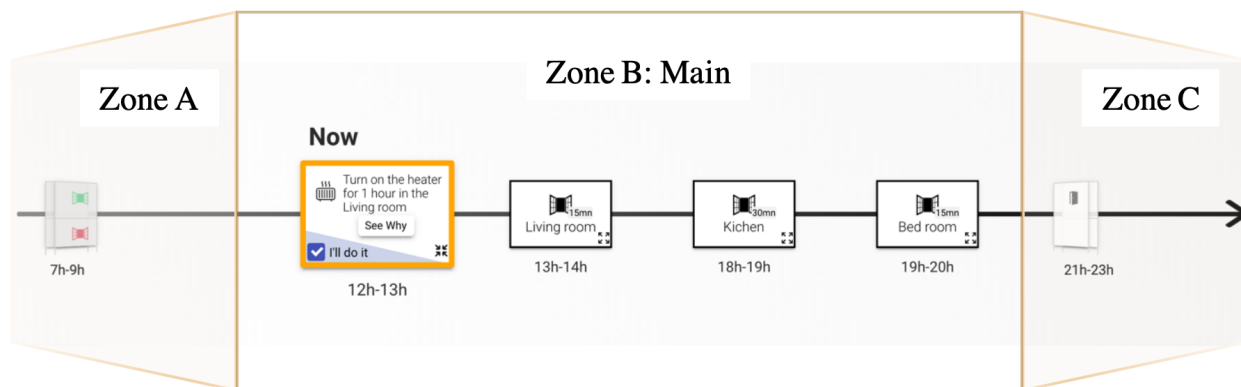 Zone A
Zone B: Main
Zone C
Now
Turn on the heater
for 1 hour in the
Living room
See Why
I'll do it
15mn
Living room
30mn
Kichen
15mn
Bed room
7h-9h
12h-13h
13h-14h
18h-19h
19h-20h
21h-23h